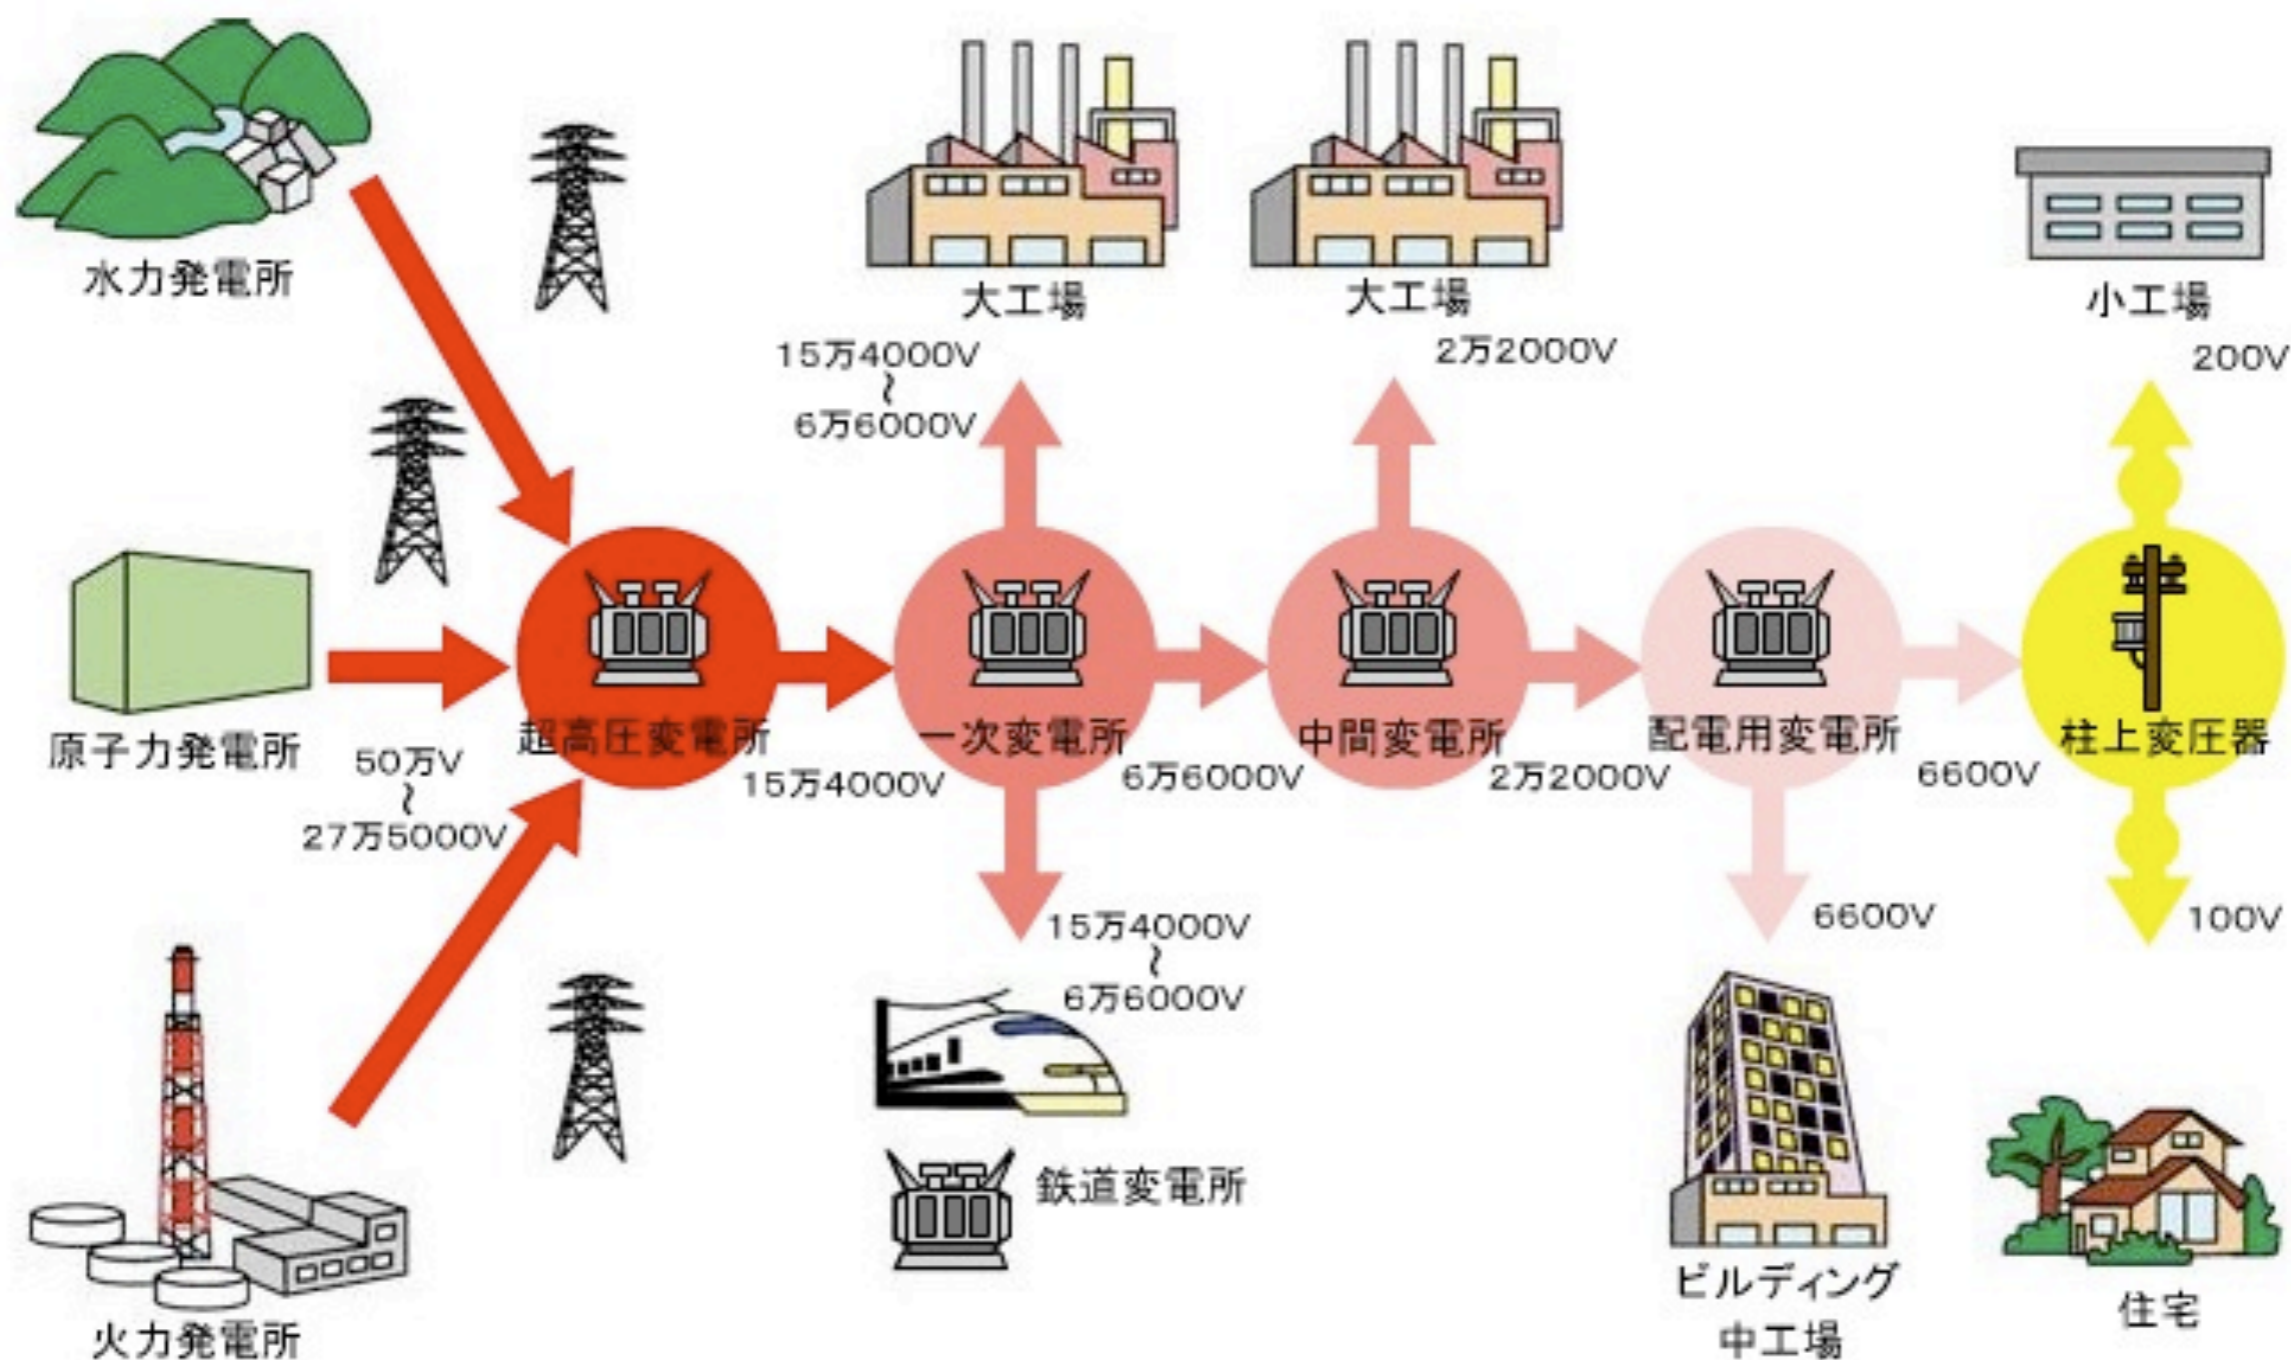 水力発電所
大工場
大工場
小工場
15万4000V
〜
6万6000V
2万2000V
200V
原子力発電所
50万V
〜
27万5000V
超高圧変電所
15万4000V
一次変電所
6万6000V
中間変電所
2万2000V
配電用変電所
6600V
柱上変圧器
15万4000V
〜
6万6000V
6600V
100V
鉄道変電所
火力発電所
ビルディング
中工場
住宅